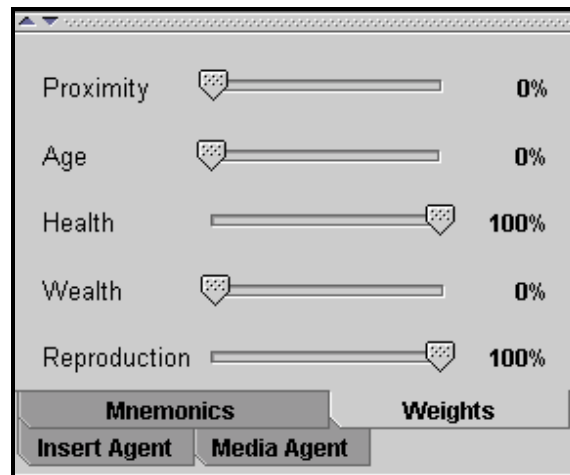 Proximity 0%
Age 0%
Health 100%
Wealth 0%
Reproduction 100%
Mnemonics Weights
Insert Agent Media Agent